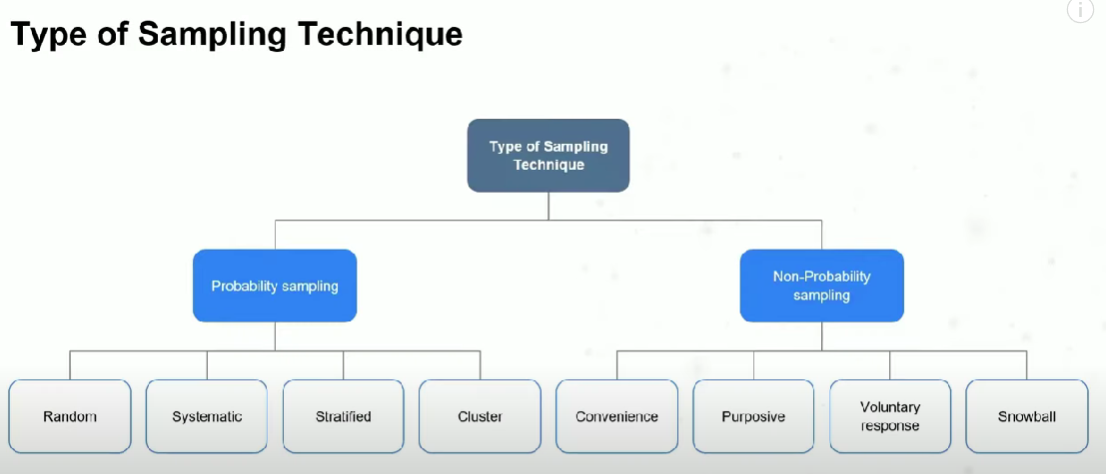 Type of Sampling Technique
Type of Sampling
Technique
Probability sampling
Non-Probability
sampling
Random
Systematic
Stratified
Cluster
Convenience
Purposive
Voluntary
response
Snowball